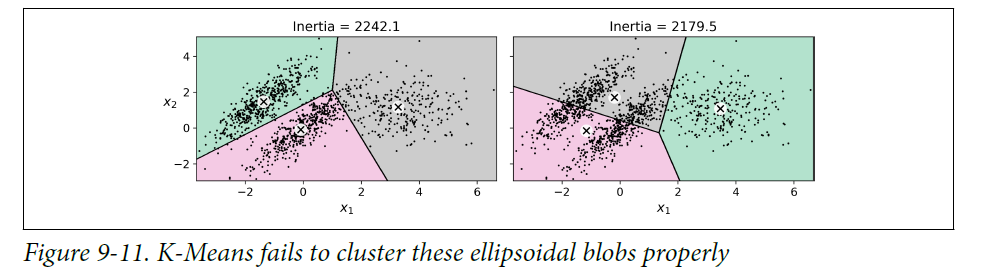 Inertia = 2242.1
Inertia = 2179.5
4
2
0
−2
x₂
−2 0 2 4 6
−2 0 2 4 6
x₁
x₁
Figure 9-11. K-Means fails to cluster these ellipsoidal blobs properly